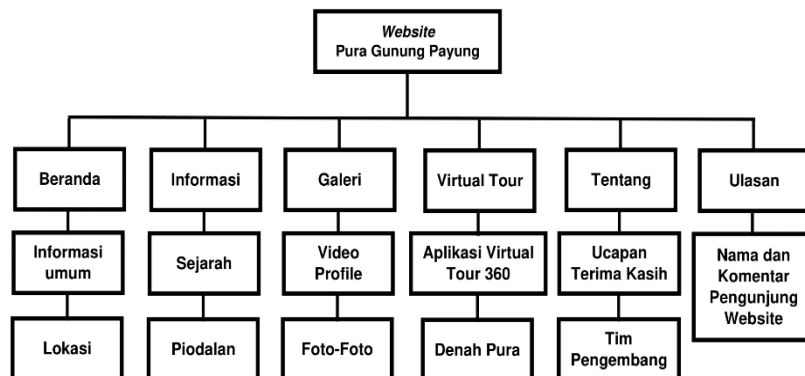 Website
Pura Gunung Payung
Beranda
Informasi
Galeri
Virtual Tour
Tentang
Ulasan
Informasi
umum
Sejarah
Video
Profile
Aplikasi Virtual
Tour 360
Ucapan
Terima Kasih
Nama dan
Komentar
Pengunjung
Website
Lokasi
Piodalan
Foto-Foto
Denah Pura
Tim
Pengembang